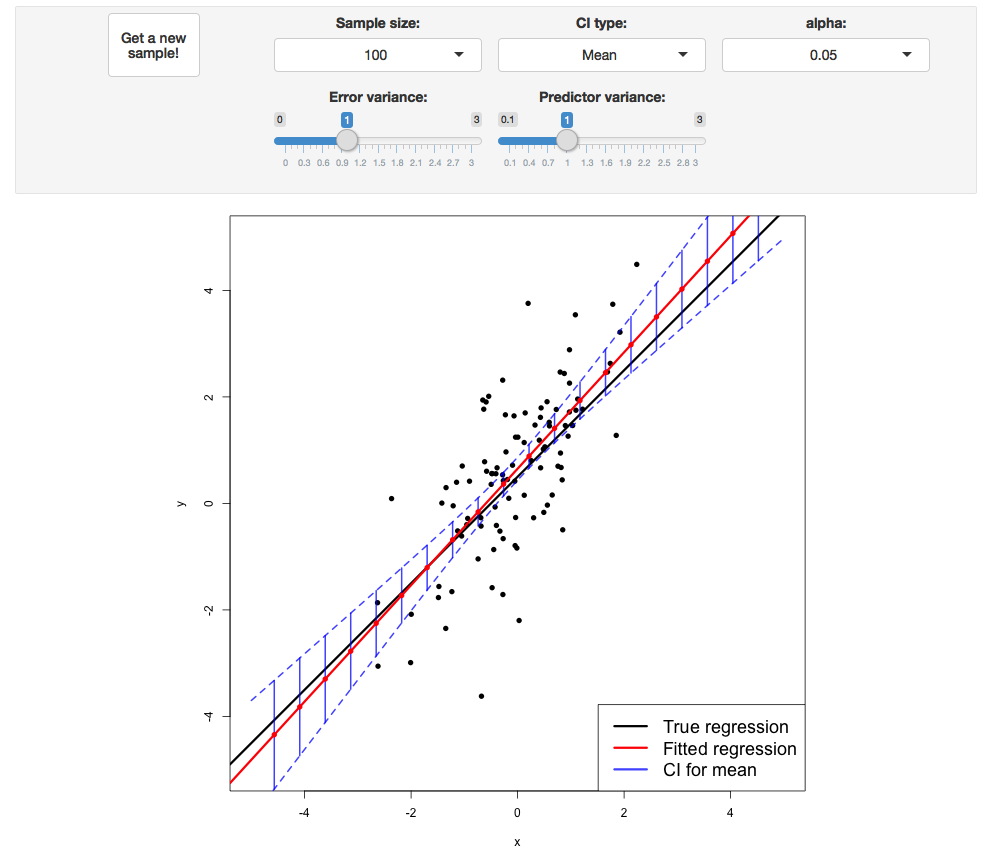 Get a new
sample!
Sample size:
100
CI type:
Mean
alpha:
0.05
Error variance:
0 1 3
0 0.3 0.6 0.9 1.2 1.5 1.8 2.1 2.4 2.7 3
Predictor variance:
0.1 1 3
0.1 0.4 0.7 1 1.3 1.6 1.9 2.2 2.5 2.8 3
y
4
2
0
-2
-4
True regression
Fitted regression
CI for mean
-4 -2 0 2 4
x